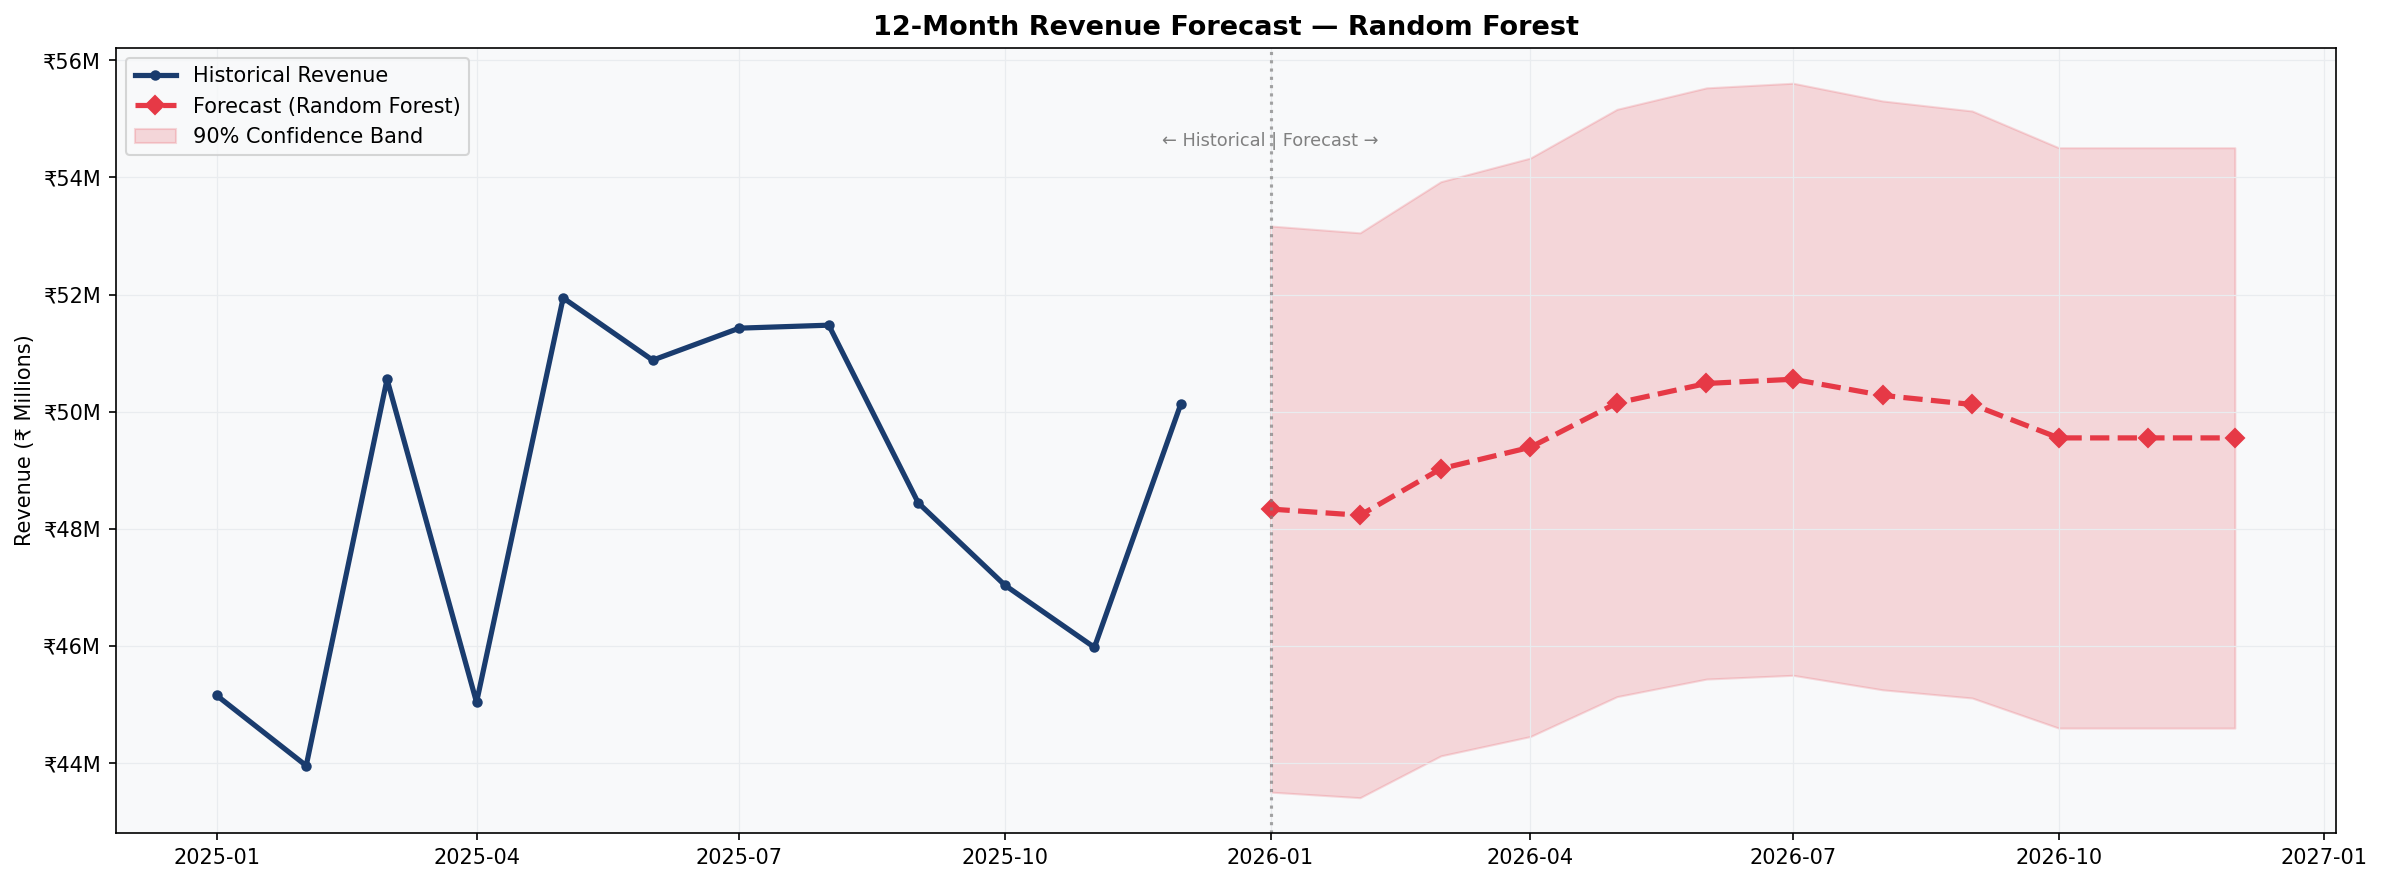 12-Month Revenue Forecast — Random Forest
Historical Revenue
Forecast (Random Forest)
90% Confidence Band
← Historical | Forecast →
Revenue (₹ Millions)
₹56M
₹54M
₹52M
₹50M
₹48M
₹46M
₹44M
2025-01
2025-04
2025-07
2025-10
2026-01
2026-04
2026-07
2026-10
2027-01